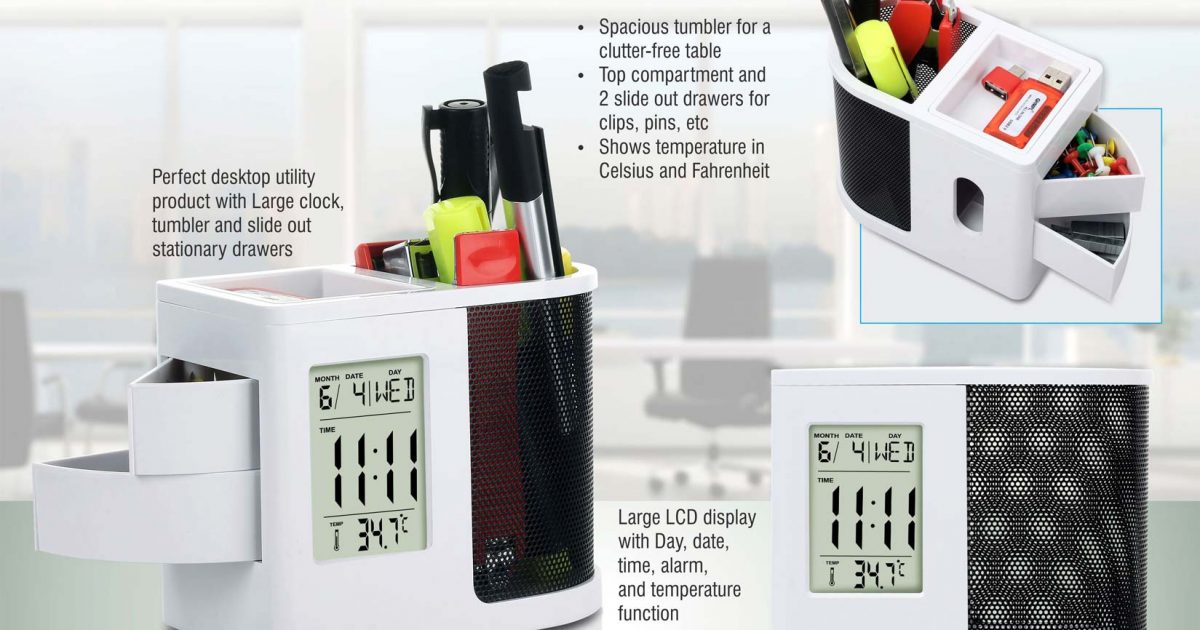 • Spacious tumbler for a
clutter-free table
• Top compartment and
2 slide out drawers for
clips, pins, etc
• Shows temperature in
Celsius and Fahrenheit
Perfect desktop utility
product with Large clock,
tumbler and slide out
stationary drawers
MONTH DATE DAY
6/ 4|WED
TIME
11:11
TEMP
34.7°C
Large LCD display
with Day, date,
time, alarm,
and temperature
function
MONTH DATE DAY
6/ 4|WED
TIME
11:11
TEMP
34.7°C